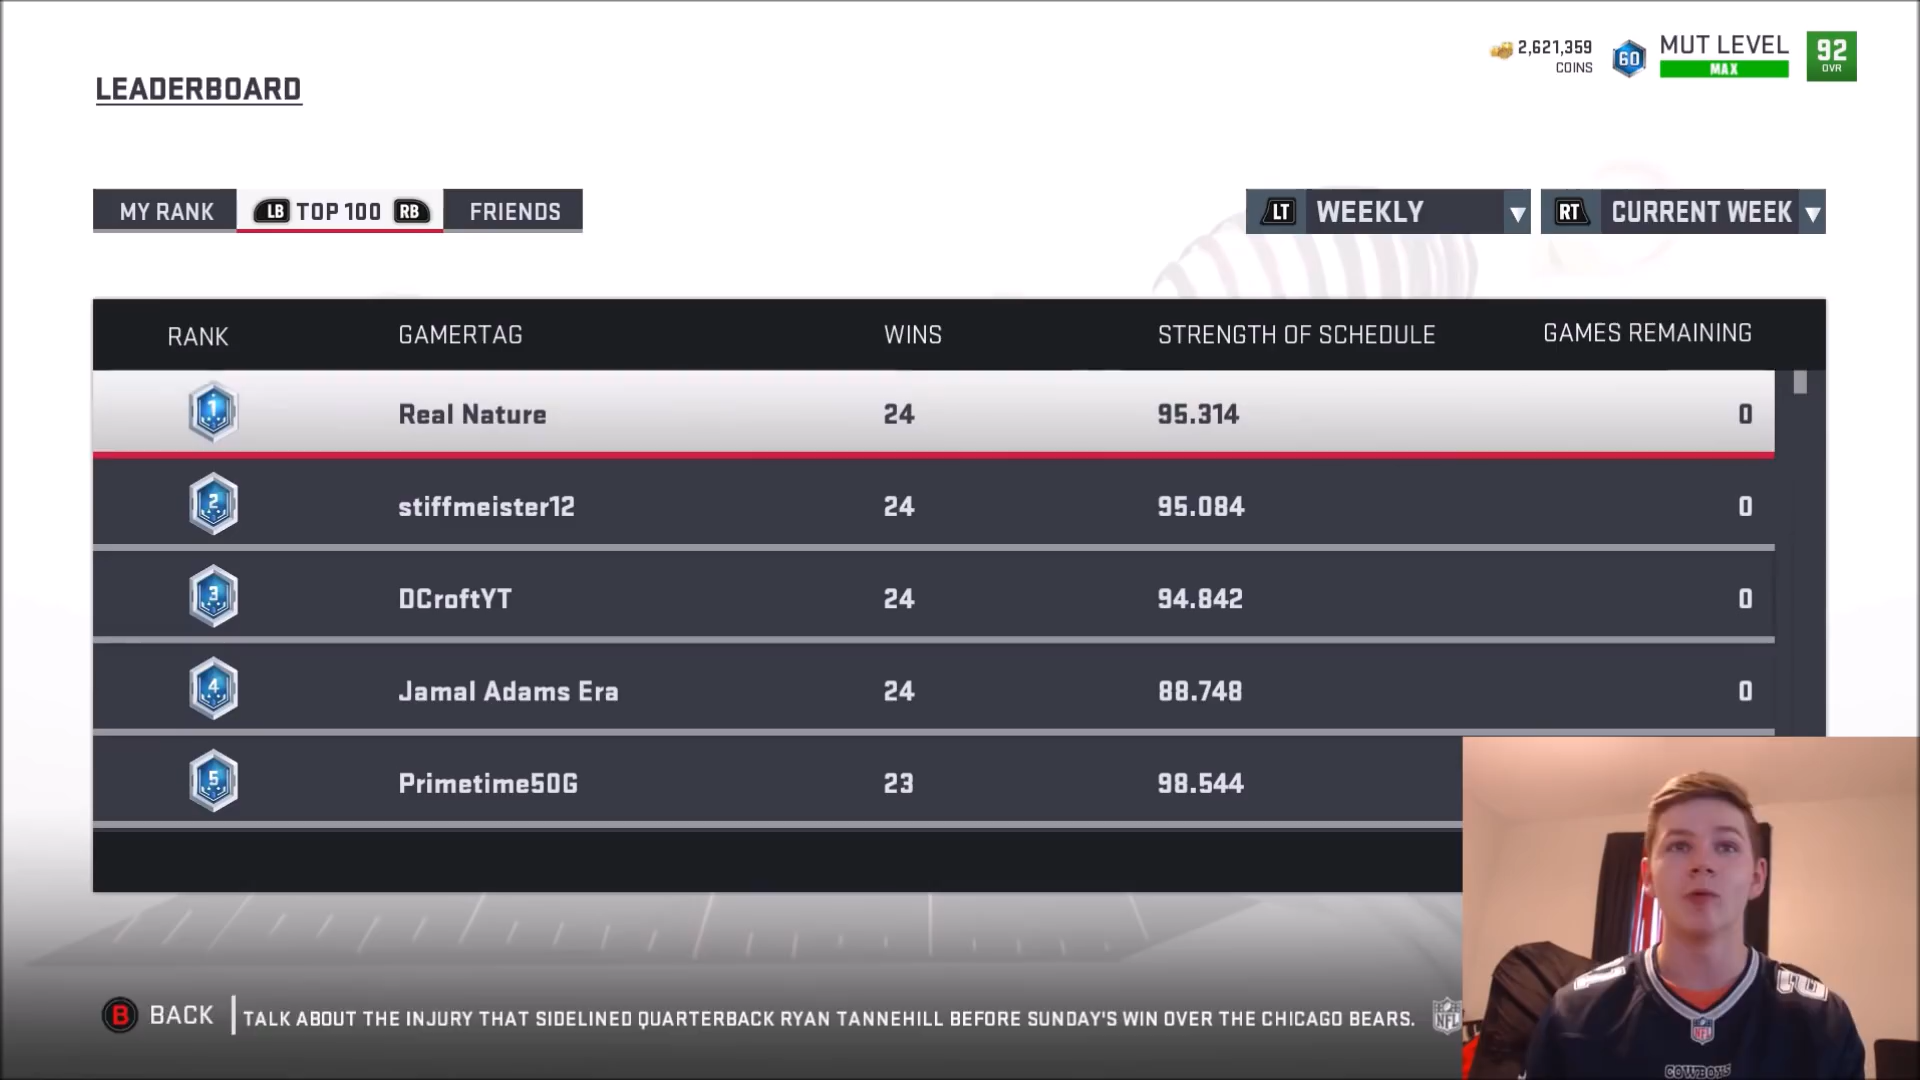 2,621,359
COINS
60
MUT LEVEL
MAX
92
OVR
LEADERBOARD
MY RANK
LB TOP 100 RB
FRIENDS
LT WEEKLY
RT CURRENT WEEK
RANK GAMERTAG WINS STRENGTH OF SCHEDULE GAMES REMAINING
1 Real Nature 24 95.314 0
2 stiffmeister12 24 95.084 0
3 DCroftYT 24 94.842 0
4 Jamal Adams Era 24 88.748 0
5 Primetime50G 23 98.544
B BACK
TALK ABOUT THE INJURY THAT SIDELINED QUARTERBACK RYAN TANNEHILL BEFORE SUNDAY'S WIN OVER THE CHICAGO BEARS.
NFL
NFL
COWBOYS